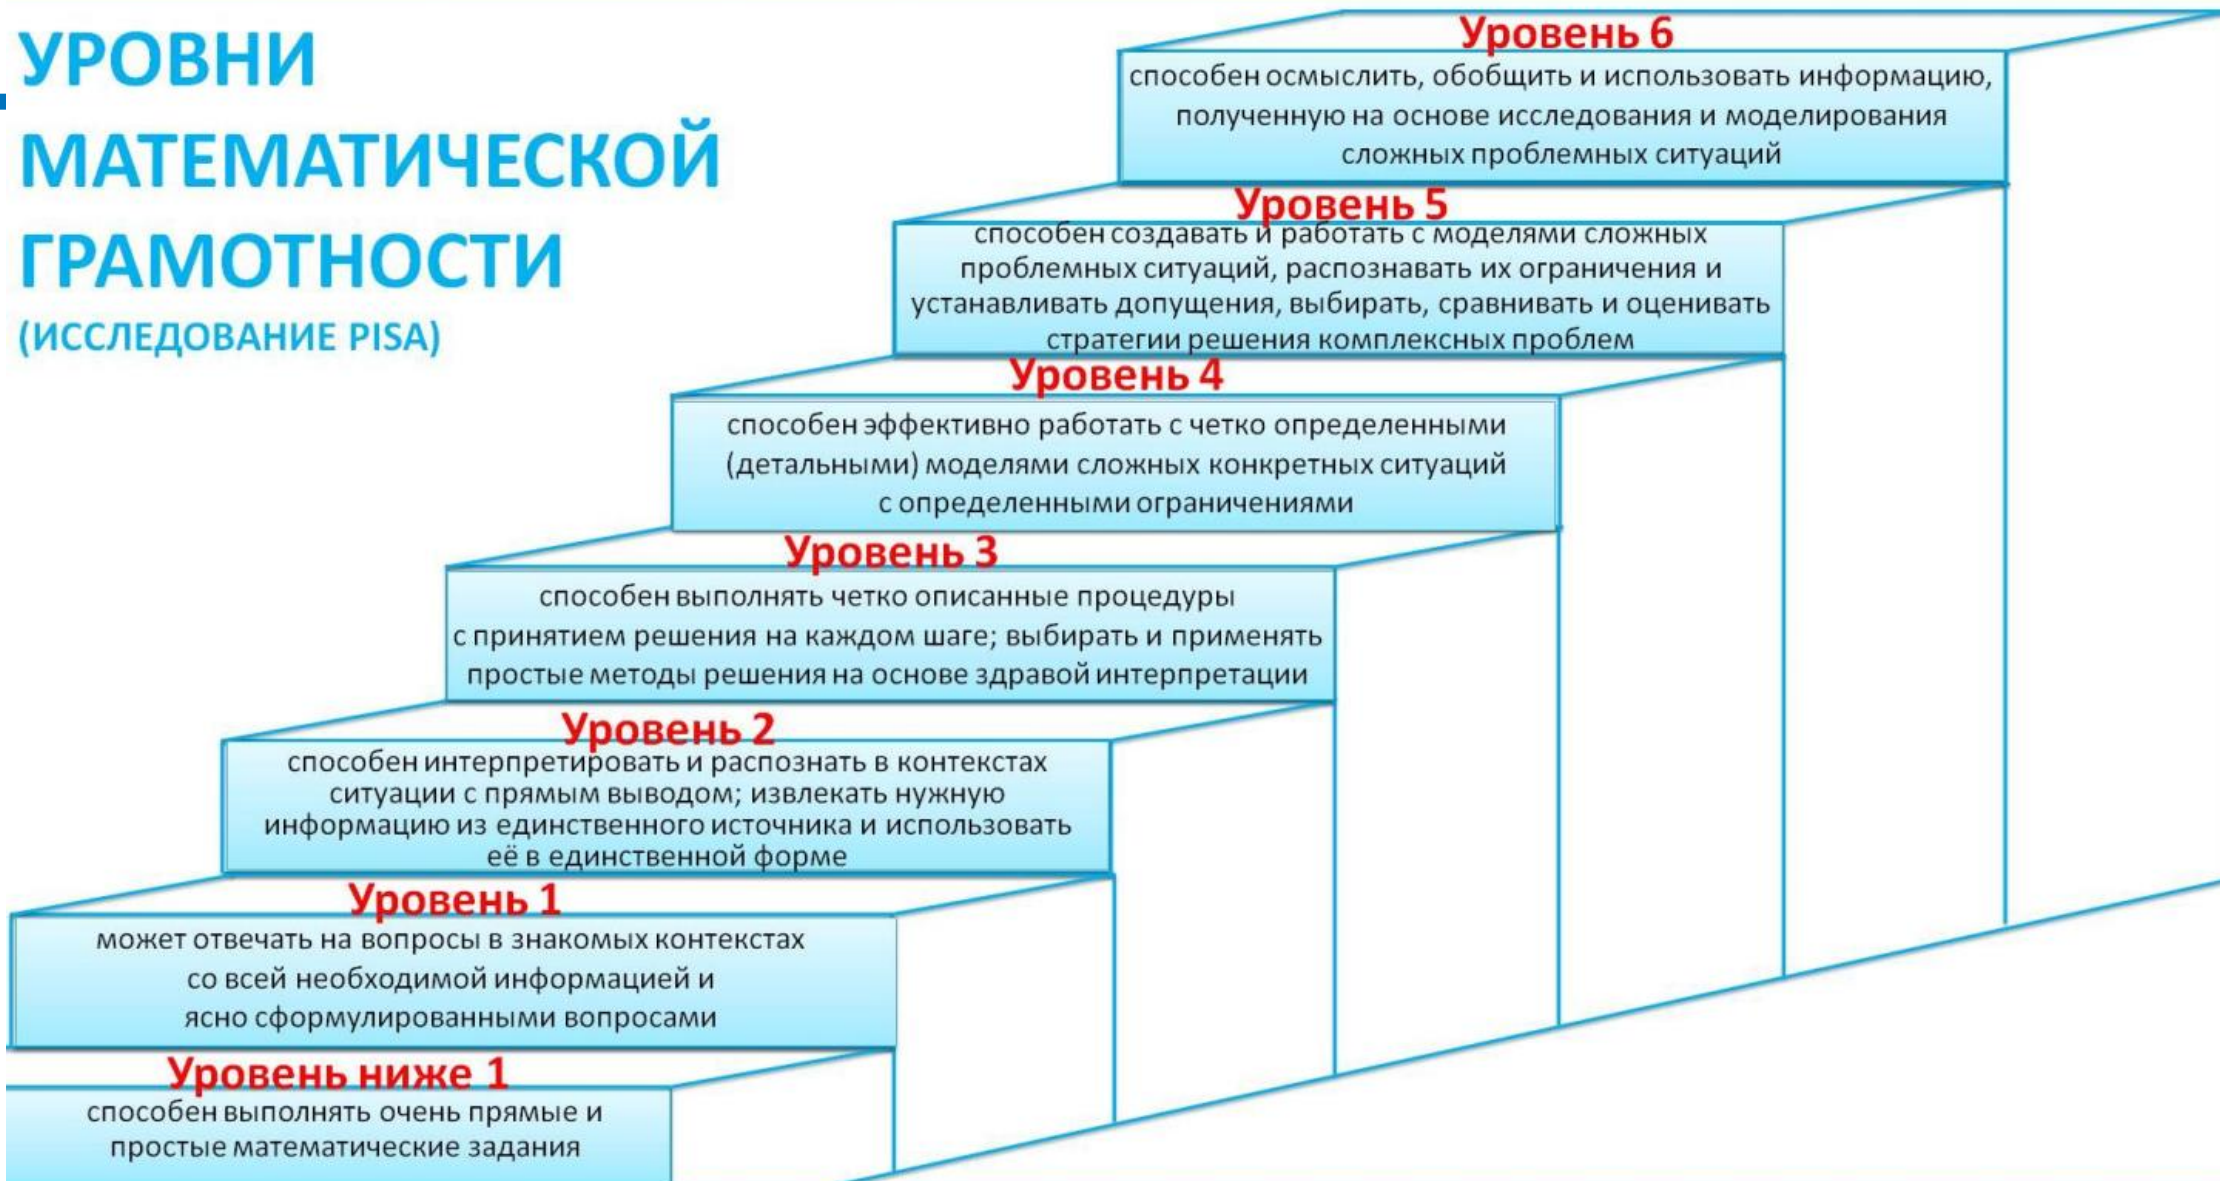 УРОВНИ
МАТЕМАТИЧЕСКОЙ
ГРАМОТНОСТИ
(ИССЛЕДОВАНИЕ PISA)
Уровень 6
способен осмыслить, обобщить и использовать информацию,
полученную на основе исследования и моделирования
сложных проблемных ситуаций
Уровень 5
способен создавать и работать с моделями сложных
проблемных ситуаций, распознавать их ограничения и
устанавливать допущения, выбирать, сравнивать и оценивать
стратегии решения комплексных проблем
Уровень 4
способен эффективно работать с четко определенными
(детальными) моделями сложных конкретных ситуаций
с определенными ограничениями
Уровень 3
способен выполнять четко описанные процедуры
с принятием решения на каждом шаге; выбирать и применять
простые методы решения на основе здравой интерпретации
Уровень 2
способен интерпретировать и распознать в контекстах
ситуации с прямым выводом; извлекать нужную
информацию из единственного источника и использовать
её в единственной форме
Уровень 1
может отвечать на вопросы в знакомых контекстах
со всей необходимой информацией и
ясно сформулированными вопросами
Уровень ниже 1
способен выполнять очень прямые и
простые математические задания